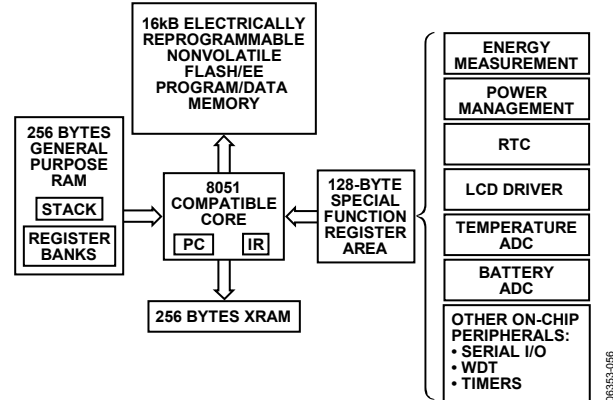 16kB ELECTRICALLY
REPROGRAMMABLE
NONVOLATILE
FLASH/EE
PROGRAM/DATA
MEMORY
256 BYTES
GENERAL
PURPOSE
RAM
STACK
REGISTER
BANKS
8051
COMPATIBLE
CORE
PC
IR
256 BYTES XRAM
128-BYTE
SPECIAL
FUNCTION
REGISTER
AREA
ENERGY
MEASUREMENT
POWER
MANAGEMENT
RTC
LCD DRIVER
TEMPERATURE
ADC
BATTERY
ADC
OTHER ON-CHIP
PERIPHERALS:
• SERIAL I/O
• WDT
• TIMERS
06353-056